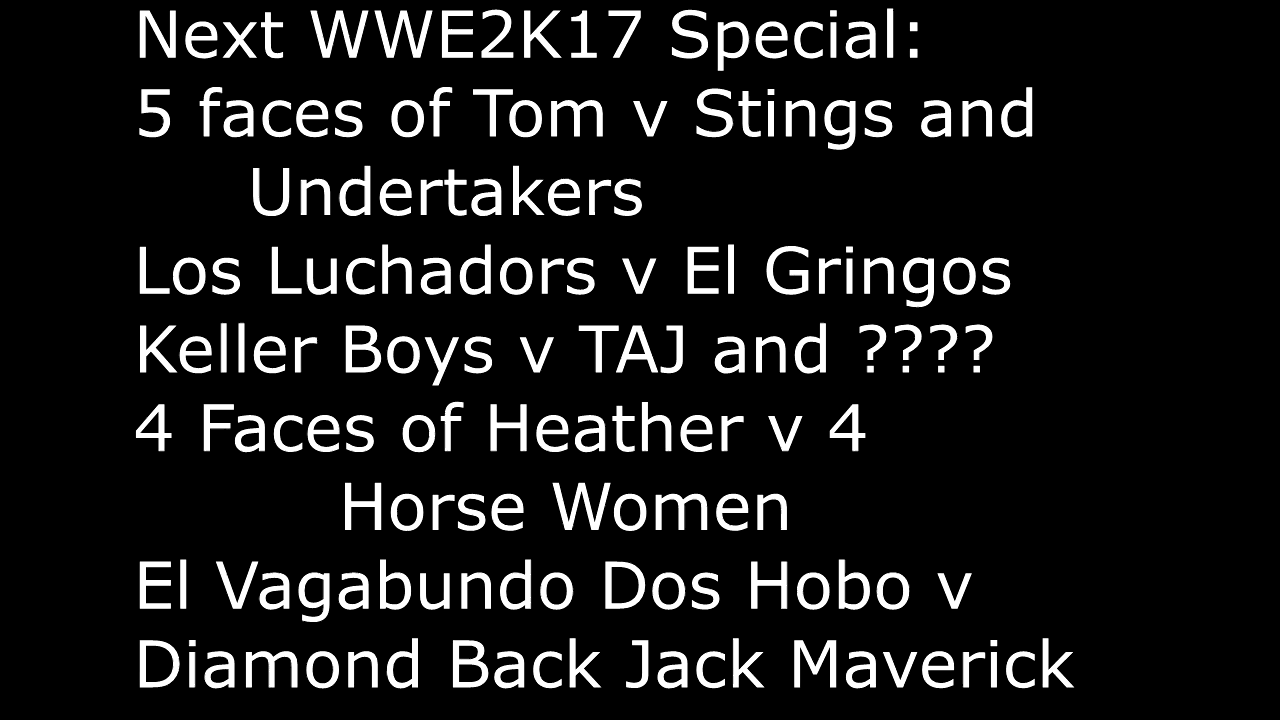 Next WWE2K17 Special:
5 faces of Tom v Stings and
Undertakers
Los Luchadors v El Gringos
Keller Boys v TAJ and ????
4 Faces of Heather v 4
Horse Women
El Vagabundo Dos Hobo v
Diamond Back Jack Maverick